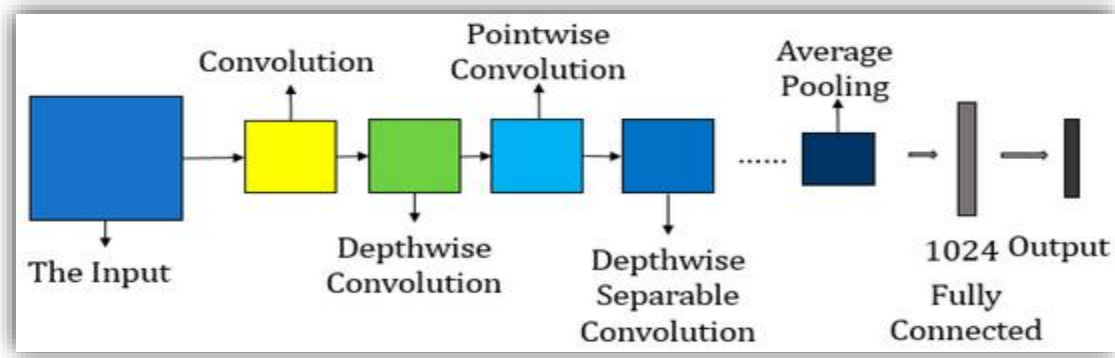 Convolution
Pointwise
Convolution
Average
Pooling
......
The Input
Depthwise
Convolution
Depthwise
Separable
Convolution
1024 Output
Fully
Connected